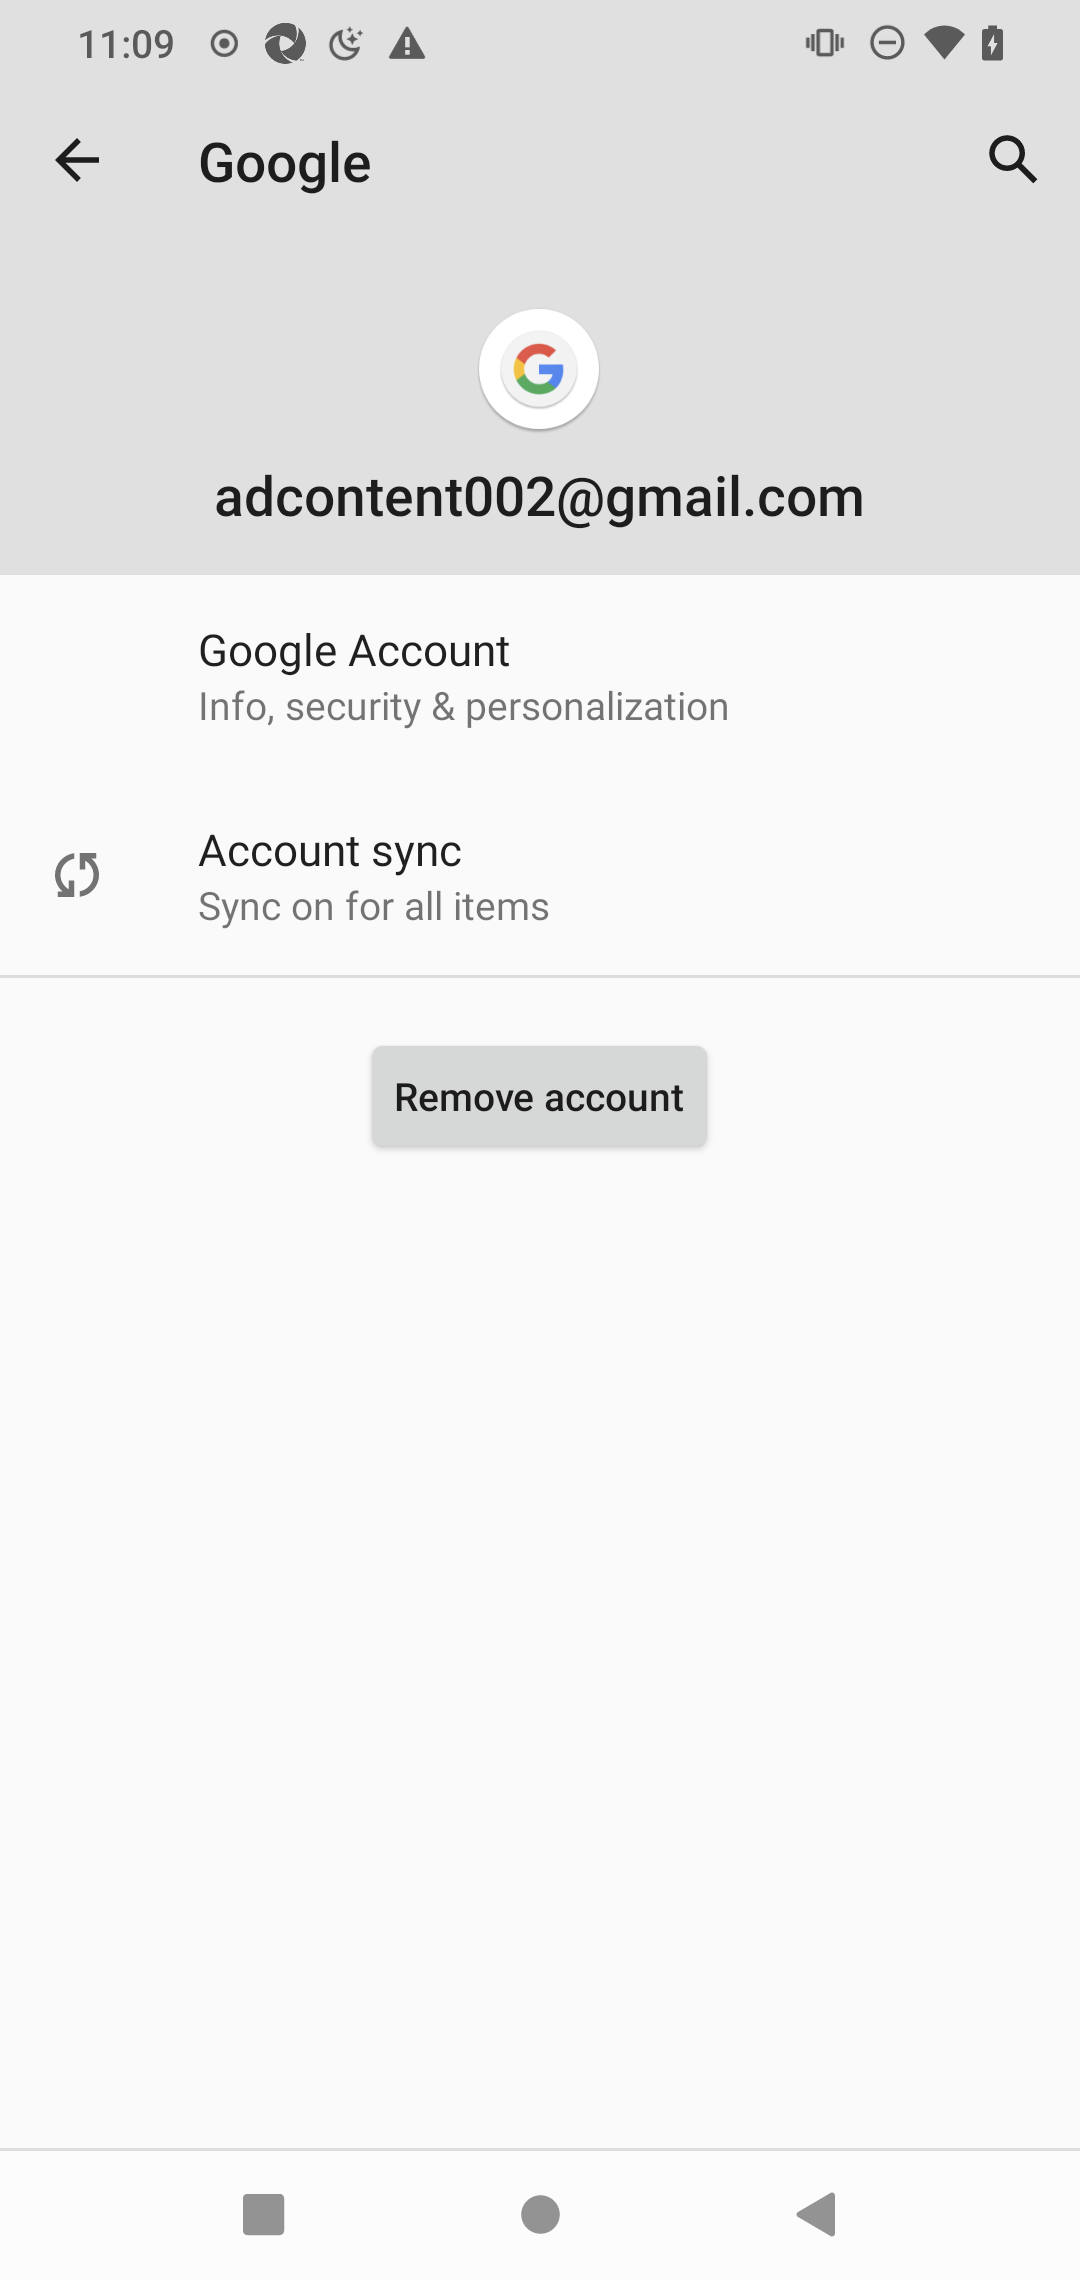 11:09
Google
adcontent002@gmail.com
Google Account
Info, security & personalization
Account sync
Sync on for all items
Remove account